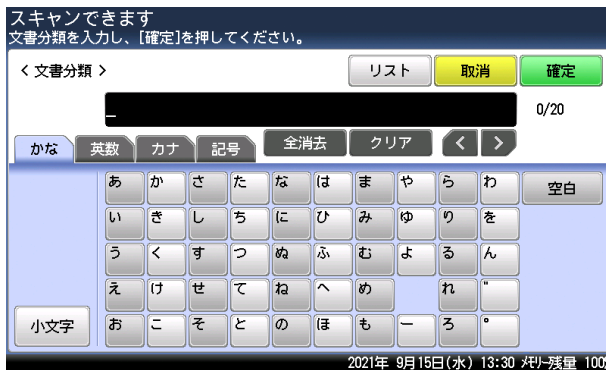 スキャンできます
文書分類を入力し、[確定]を押してください。
< 文書分類 > リスト 取消 確定
_ 0/20
かな 英数 カナ 記号 全消去 クリア < >
あ か さ た な は ま や ら わ 空白
い き し ち に ひ み ゆ り を
う く す つ ぬ ふ む よ る ん
え け せ て ね へ め れ ゛
小文字 お こ そ と の ほ も ー ろ ゜
2021年 9月15日(水) 13:30 ﾒﾓﾘｰ残量 100%